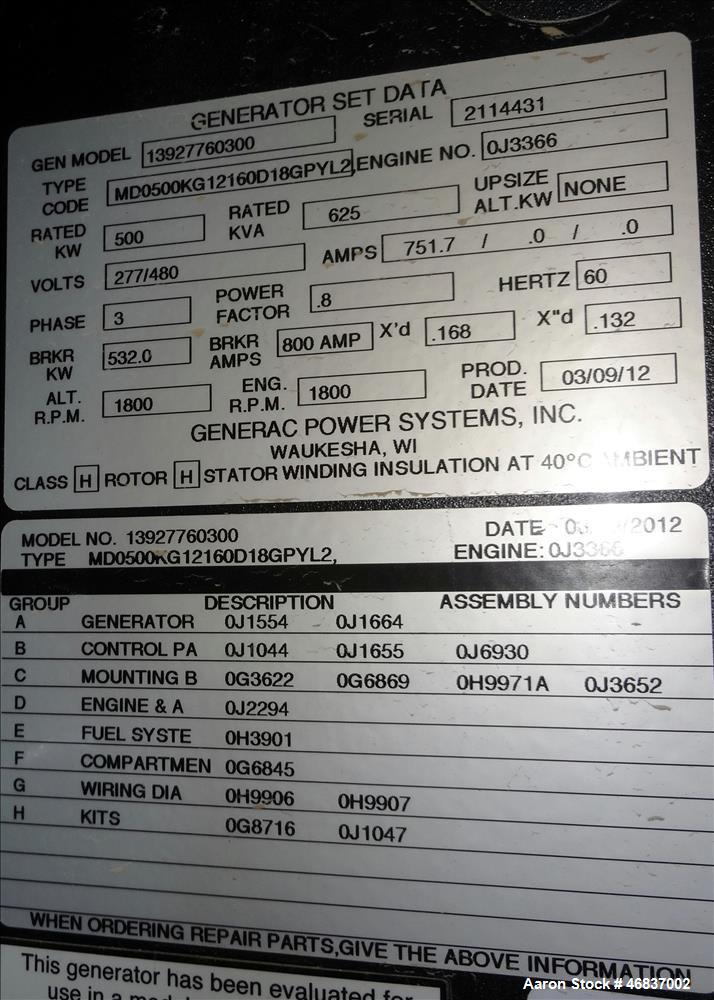 GENERATOR SET DATA
GEN MODEL 13927760300 SERIAL 2114431
TYPE CODE MD0500KG12160D18GPYL2, ENGINE NO. 0J3366
RATED KW 500 RATED KVA 625 UPSIZE ALT.KW NONE
VOLTS 277/480 AMPS 751.7 / .0 / .0
PHASE 3 POWER FACTOR .8 HERTZ 60
BRKR KW 532.0 BRKR AMPS 800 AMP X'd .168 X"d .132
ALT. R.P.M. 1800 ENG. R.P.M. 1800 PROD. DATE 03/09/12
GENERAC POWER SYSTEMS, INC.
WAUKESHA, WI
CLASS H ROTOR H STATOR WINDING INSULATION AT 40°C AMBIENT
MODEL NO. 13927760300 DATE 2012
TYPE MD0500KG12160D18GPYL2, ENGINE: 0J3366
GROUP DESCRIPTION ASSEMBLY NUMBERS
A GENERATOR 0J1554 0J1664
B CONTROL PA 0J1044 0J1655 0J6930
C MOUNTING B 0G3622 0G6869 0H9971A 0J3652
D ENGINE & A 0J2294
E FUEL SYSTE 0H3901
F COMPARTMEN 0G6845
G WIRING DIA 0H9906 0H9907
H KITS 0G8716 0J1047
WHEN ORDERING REPAIR PARTS,GIVE THE ABOVE INFORMATION
This generator has been evaluated for
use in a
Aaron Stock # 46837002